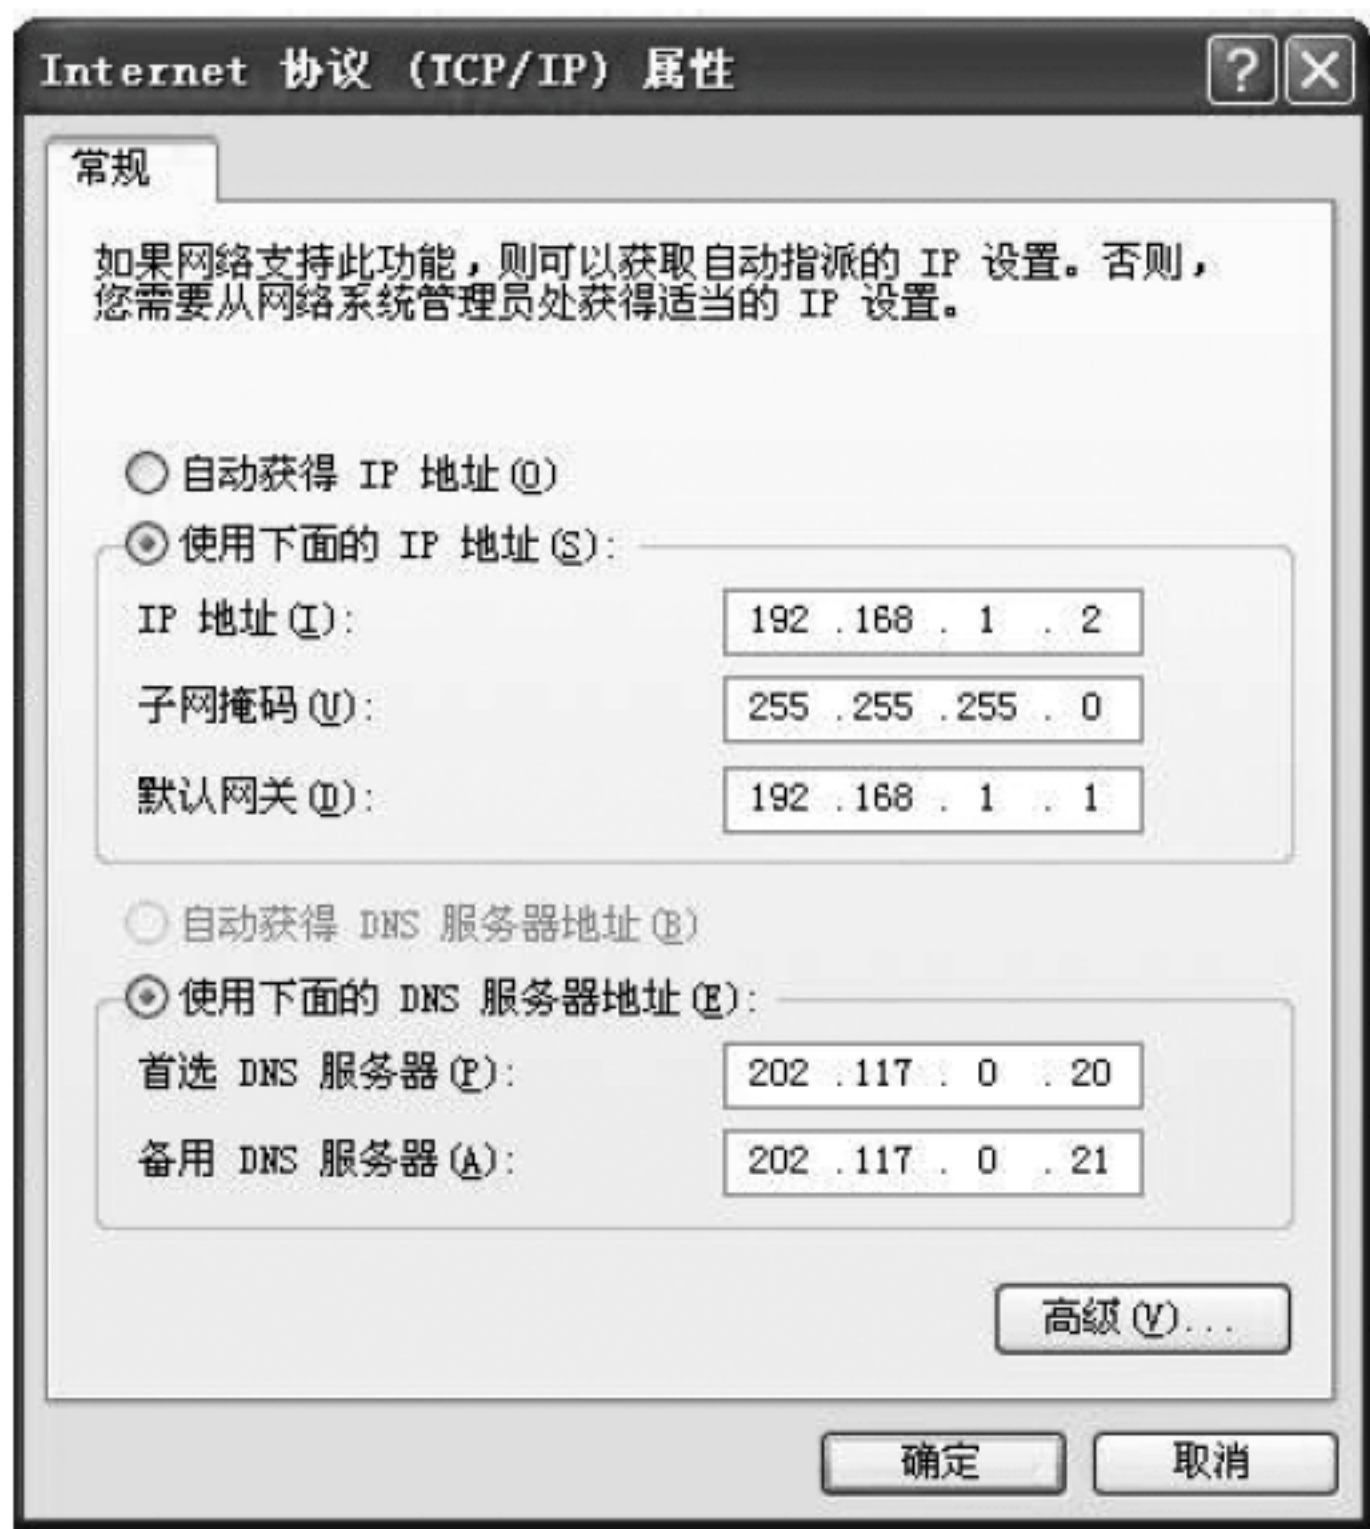 Internet 协议 (TCP/IP) 属性
常规
如果网络支持此功能，则可以获取自动指派的 IP 设置。否则，
您需要从网络系统管理员处获得适当的 IP 设置。
自动获得 IP 地址(O)
使用下面的 IP 地址(S):
IP 地址(I): 192 .168 . 1 . 2
子网掩码(U): 255 .255 .255 . 0
默认网关(D): 192 .168 . 1 . 1
自动获得 DNS 服务器地址(B)
使用下面的 DNS 服务器地址(E):
首选 DNS 服务器(P): 202 .117 . 0 . 20
备用 DNS 服务器(A): 202 .117 . 0 . 21
高级(V)...
确定 取消